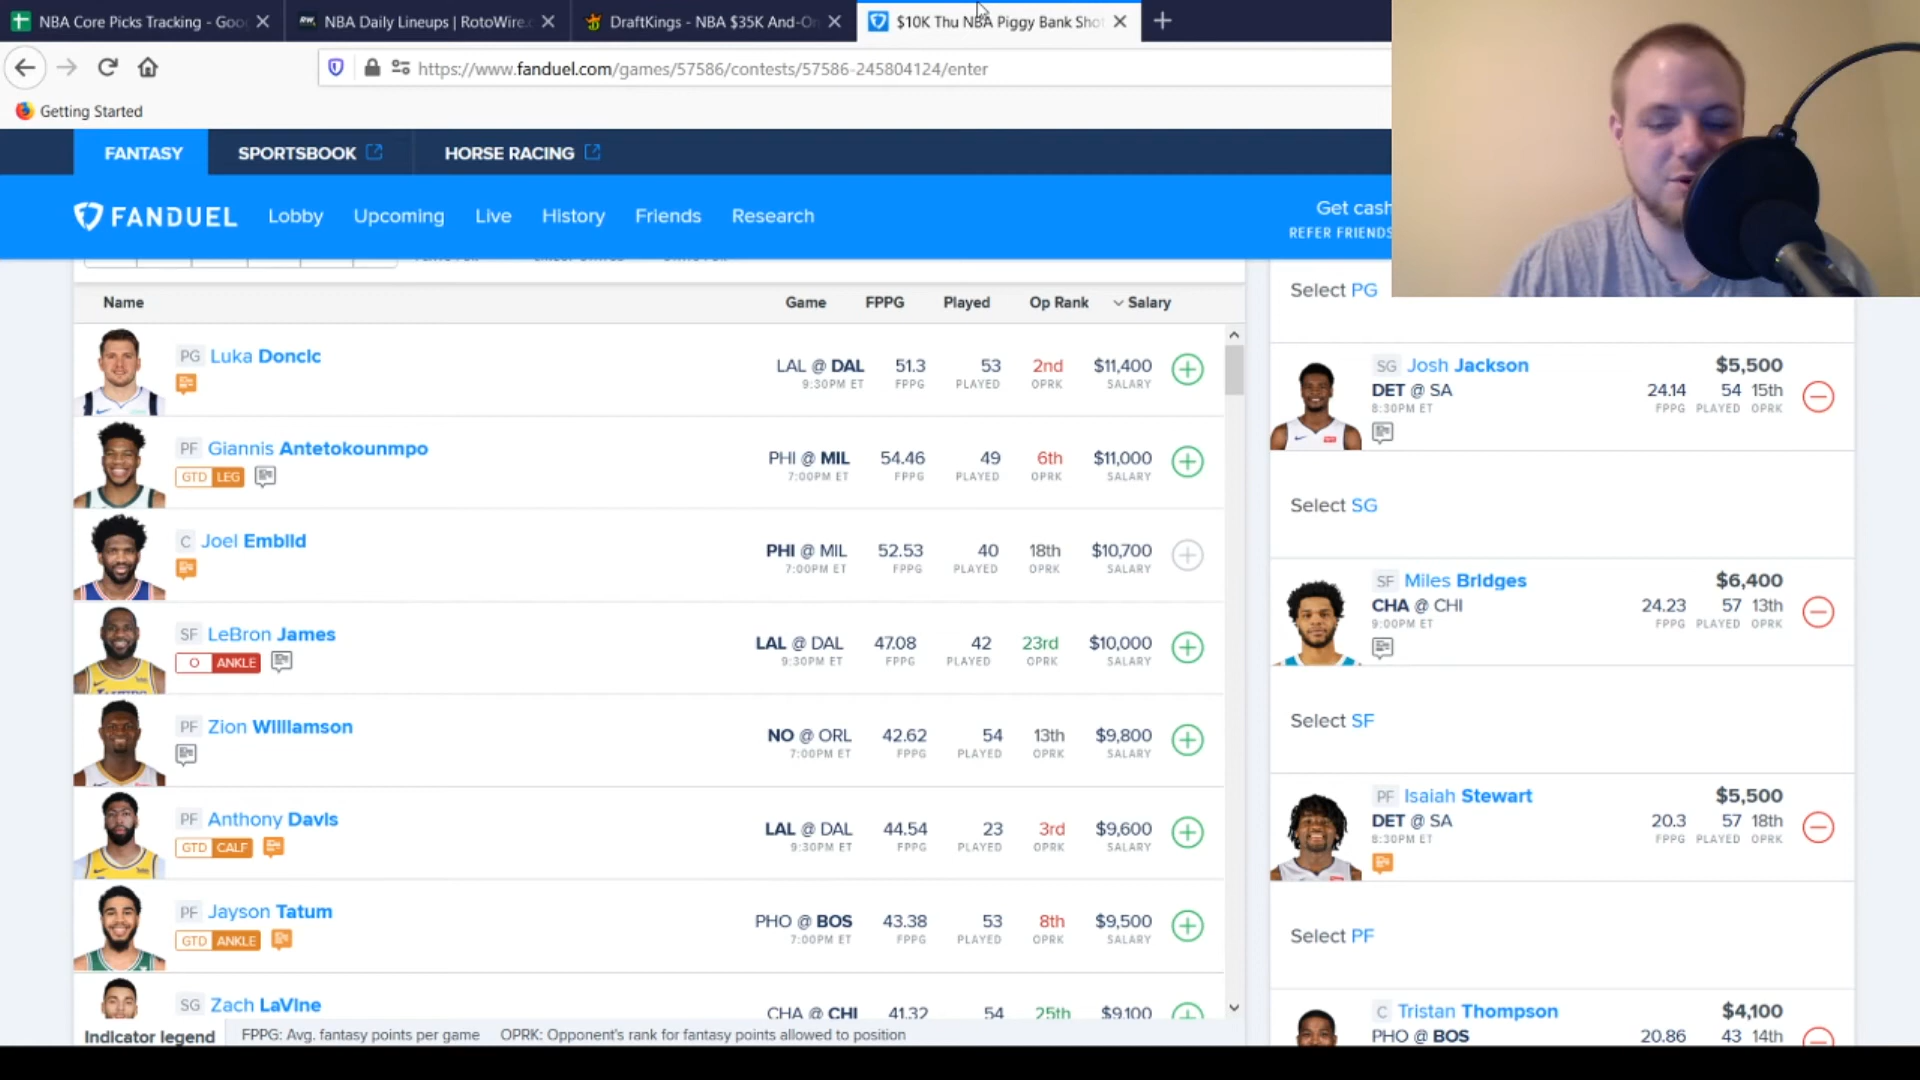 NBA Core Picks Tracking - Goo
NBA Daily Lineups | RotoWire.
DraftKings - NBA $35K And-On
$10K Thu NBA Piggy Bank Shot
https://www.fanduel.com/games/57586/contests/57586-245804124/enter
Getting Started
FANTASY SPORTSBOOK HORSE RACING
FANDUEL Lobby Upcoming Live History Friends Research
Get cash
REFER FRIENDS
Name Game FPPG Played Op Rank Salary
PG Luka Doncic
LAL @ DAL 51.3 53 2nd $11,400
9:30PM ET FPPG PLAYED OPRK SALARY
PF Giannis Antetokounmpo
GTD LEG
PHI @ MIL 54.46 49 6th $11,000
7:00PM ET FPPG PLAYED OPRK SALARY
C Joel Embiid
PHI @ MIL 52.53 40 18th $10,700
7:00PM ET FPPG PLAYED OPRK SALARY
SF LeBron James
O ANKLE
LAL @ DAL 47.08 42 23rd $10,000
9:30PM ET FPPG PLAYED OPRK SALARY
PF Zion Williamson
NO @ ORL 42.62 54 13th $9,800
7:00PM ET FPPG PLAYED OPRK SALARY
PF Anthony Davis
GTD CALF
LAL @ DAL 44.54 23 3rd $9,600
9:30PM ET FPPG PLAYED OPRK SALARY
PF Jayson Tatum
GTD ANKLE
PHO @ BOS 43.38 53 8th $9,500
7:00PM ET FPPG PLAYED OPRK SALARY
SG Zach LaVine
CHA @ CHI 41.32 54 25th $9,100
Indicator legend FPPG: Avg. fantasy points per game OPRK: Opponent's rank for fantasy points allowed to position
Select PG
SG Josh Jackson $5,500
DET @ SA 24.14 54 15th
8:30PM ET FPPG PLAYED OPRK
Select SG
SF Miles Bridges $6,400
CHA @ CHI 24.23 57 13th
9:00PM ET FPPG PLAYED OPRK
Select SF
PF Isaiah Stewart $5,500
DET @ SA 20.3 57 18th
8:30PM ET FPPG PLAYED OPRK
Select PF
C Tristan Thompson $4,100
PHO @ BOS 20.86 43 14th